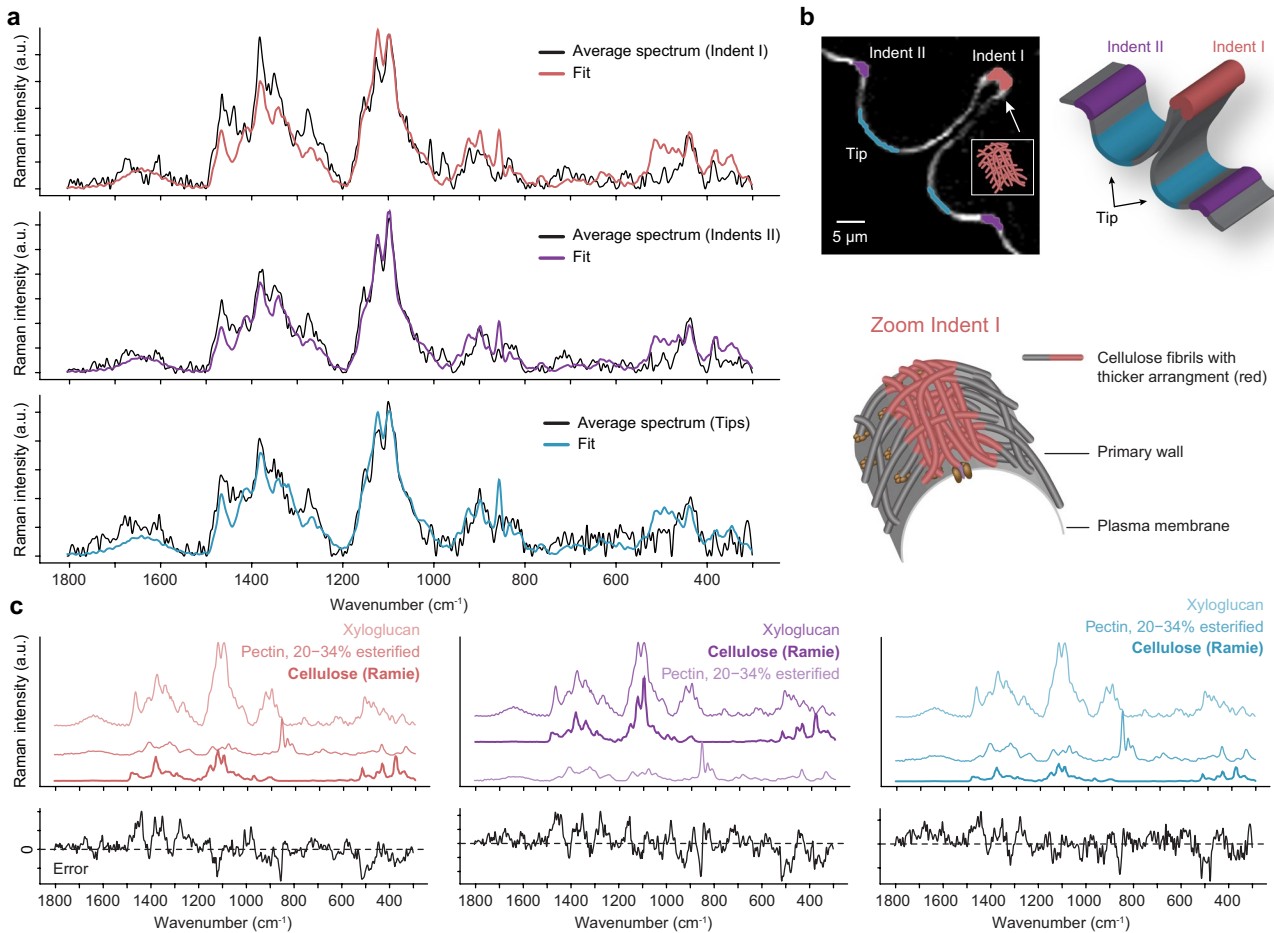 a
Raman intensity (a.u.)
Average spectrum (Indent I)
Fit
Raman intensity (a.u.)
Average spectrum (Indents II)
Fit
Raman intensity (a.u.)
Average spectrum (Tips)
Fit
1800 1600 1400 1200 1000 800 600 400
Wavenumber (cm⁻¹)
b
Indent II Indent I
Tip
5 µm
Indent II Indent I
Tip
Zoom Indent I
Cellulose fibrils with
thicker arrangment (red)
Primary wall
Plasma membrane
c
Raman intensity (a.u.)
Xyloglucan
Pectin, 20−34% esterified
Cellulose (Ramie)
0
Error
1800 1600 1400 1200 1000 800 600 400
Wavenumber (cm⁻¹)
Xyloglucan
Cellulose (Ramie)
Pectin, 20−34% esterified
1800 1600 1400 1200 1000 800 600 400
Wavenumber (cm⁻¹)
Xyloglucan
Pectin, 20−34% esterified
Cellulose (Ramie)
1800 1600 1400 1200 1000 800 600 400
Wavenumber (cm⁻¹)